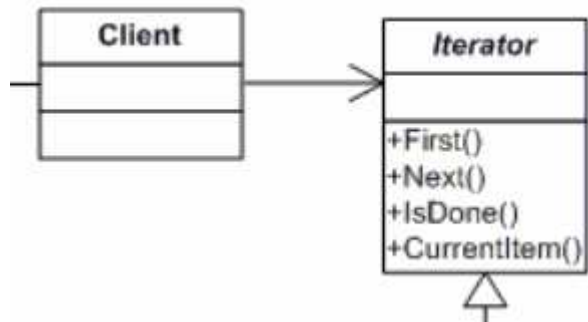 Client
Iterator
+First()
+Next()
+IsDone()
+CurrentItem()